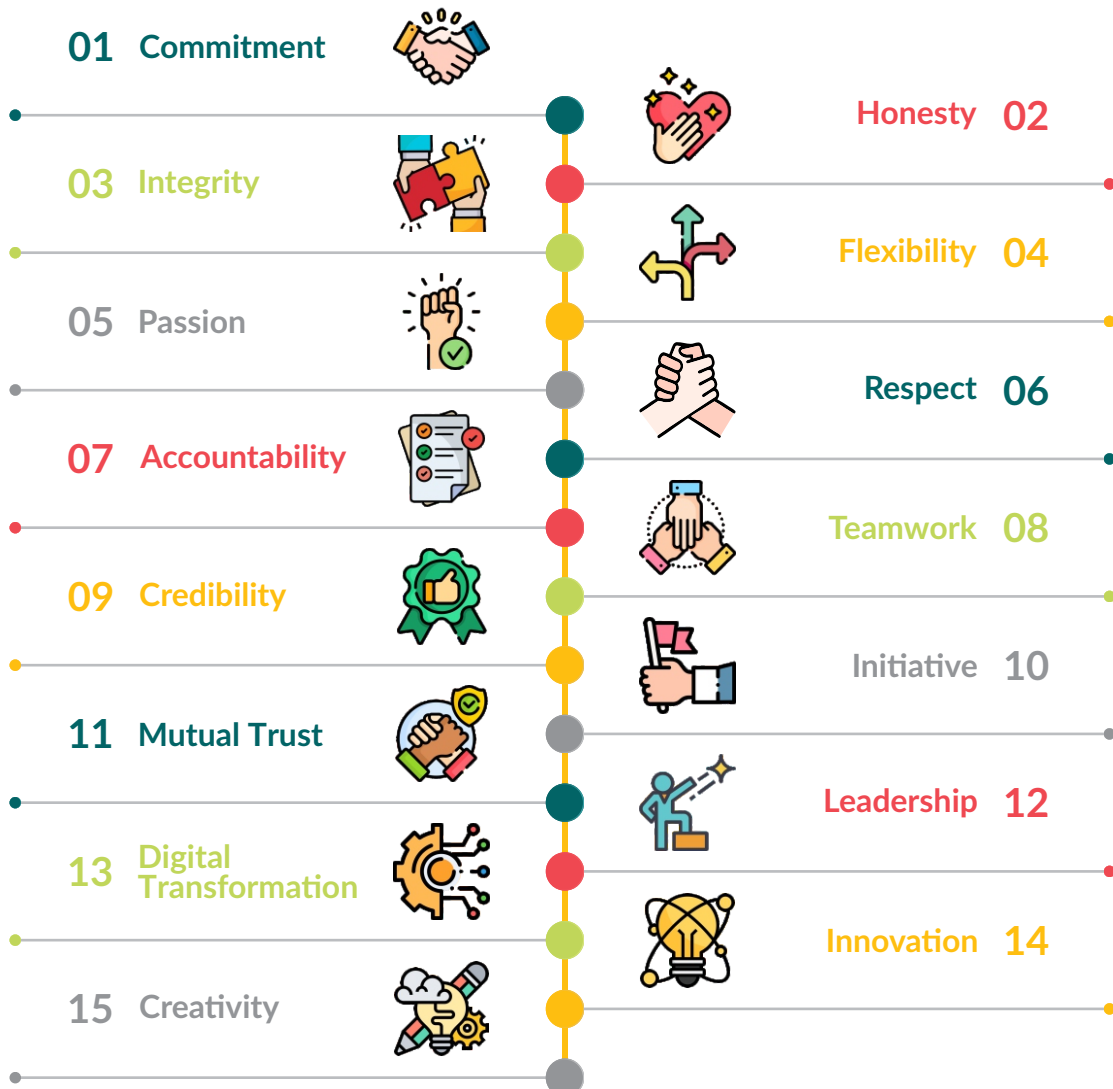 01 Commitment
Honesty 02
03 Integrity
Flexibility 04
05 Passion
Respect 06
07 Accountability
Teamwork 08
09 Credibility
Initiative 10
11 Mutual Trust
Leadership 12
13 Digital
Transformation
Innovation 14
15 Creativity